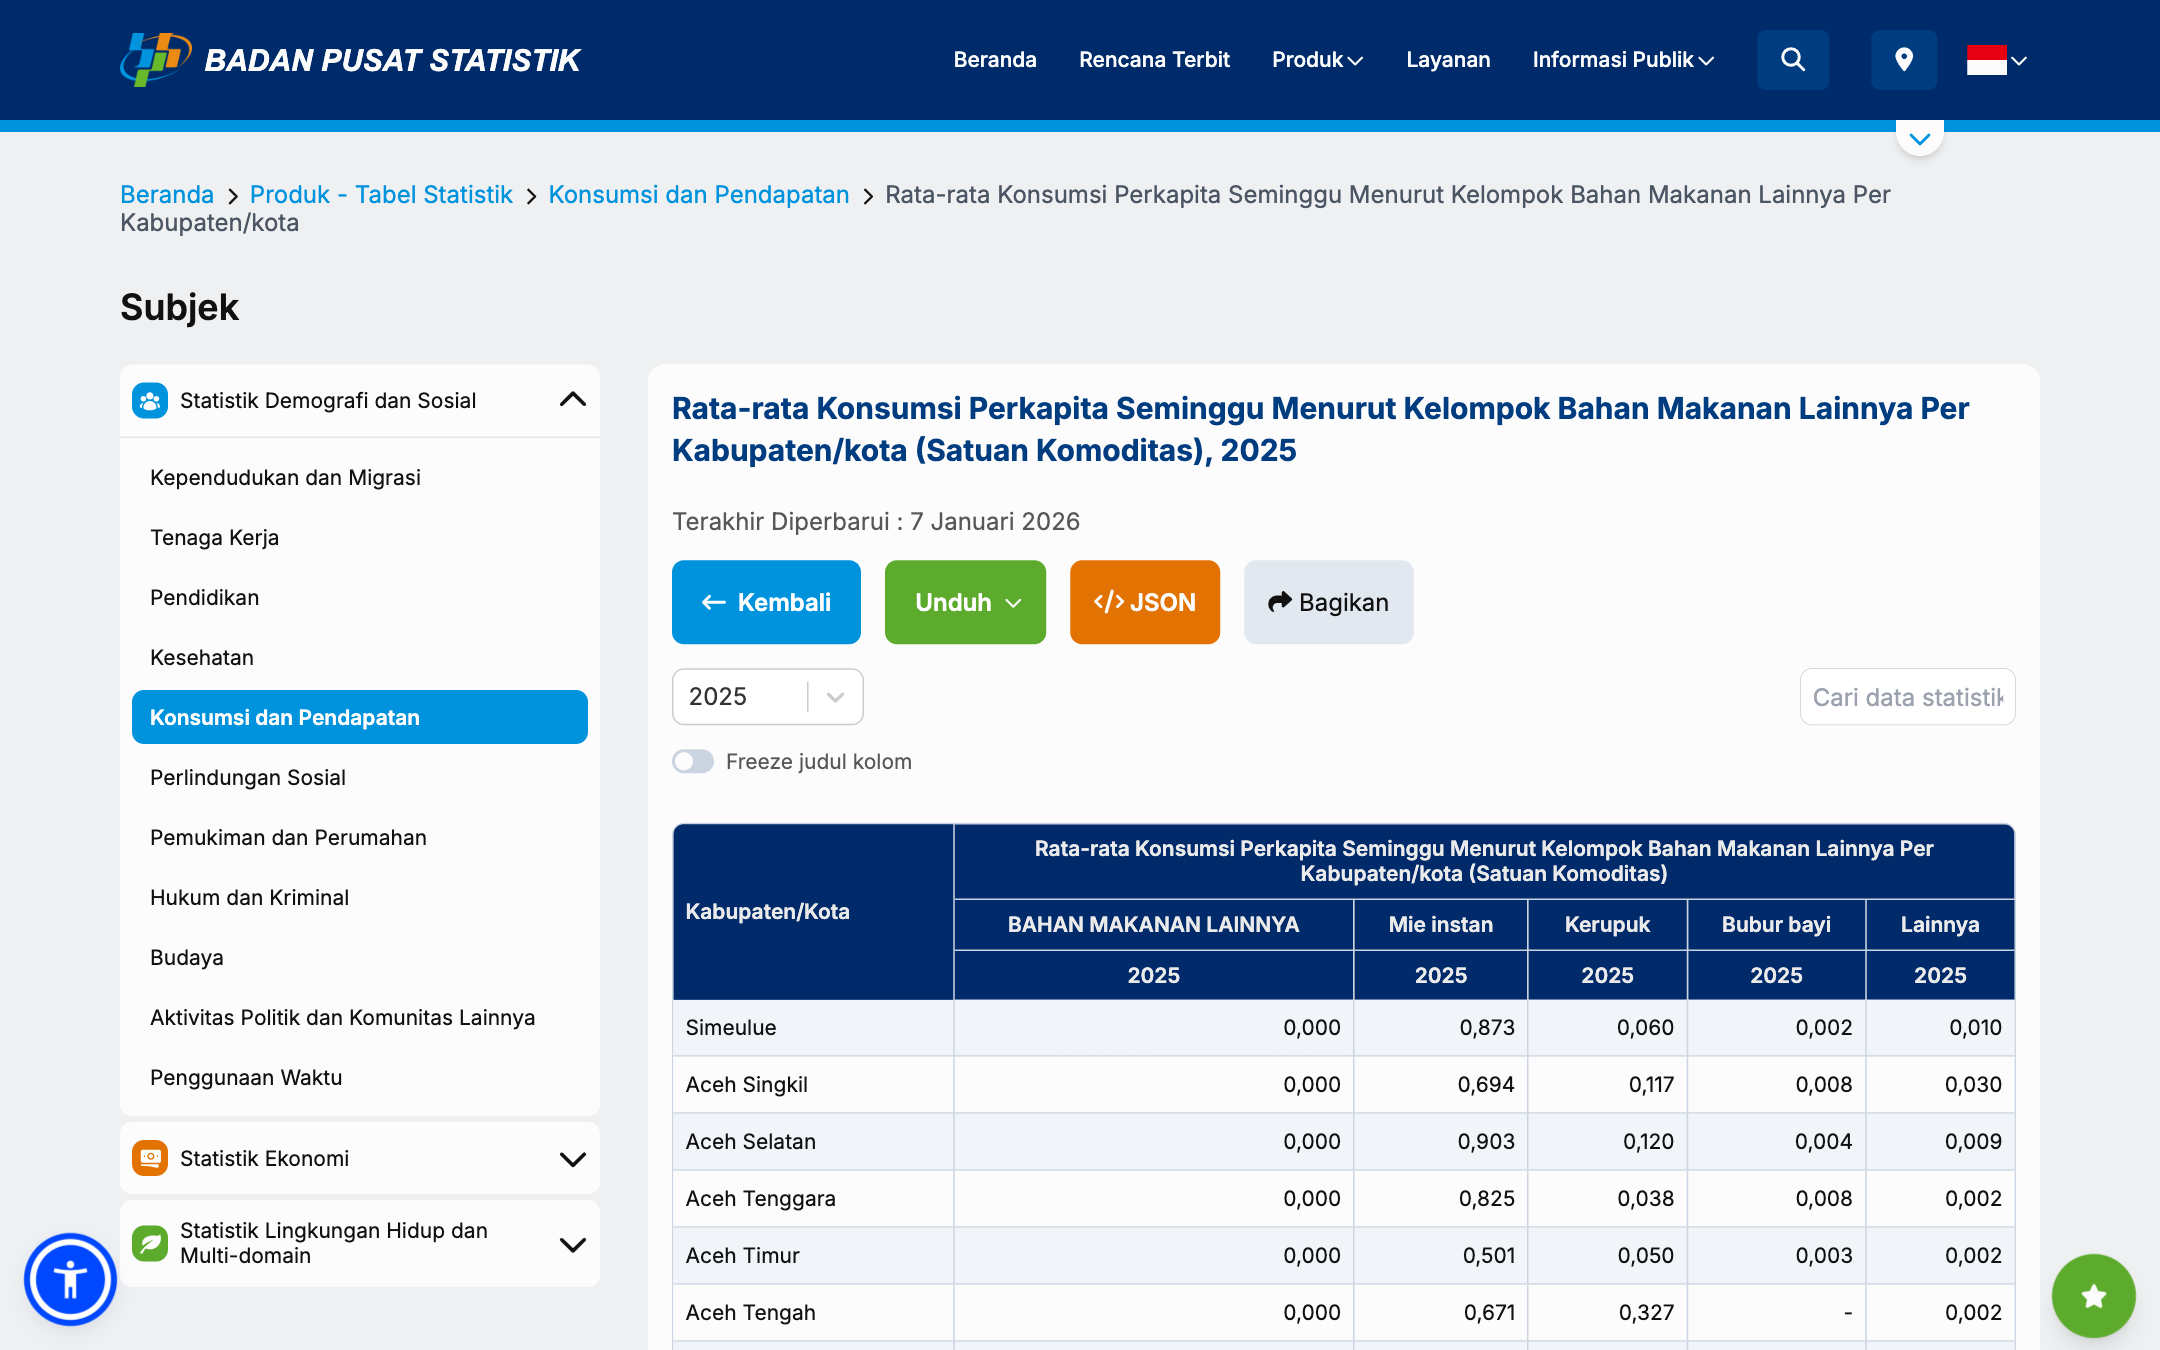 BADAN PUSAT STATISTIK
Beranda
Rencana Terbit
Produk
Layanan
Informasi Publik
Beranda > Produk - Tabel Statistik > Konsumsi dan Pendapatan > Rata-rata Konsumsi Perkapita Seminggu Menurut Kelompok Bahan Makanan Lainnya Per
Kabupaten/kota
Subjek
Statistik Demografi dan Sosial
Kependudukan dan Migrasi
Tenaga Kerja
Pendidikan
Kesehatan
Konsumsi dan Pendapatan
Perlindungan Sosial
Pemukiman dan Perumahan
Hukum dan Kriminal
Budaya
Aktivitas Politik dan Komunitas Lainnya
Penggunaan Waktu
Statistik Ekonomi
Statistik Lingkungan Hidup dan
Multi-domain
Rata-rata Konsumsi Perkapita Seminggu Menurut Kelompok Bahan Makanan Lainnya Per
Kabupaten/kota (Satuan Komoditas), 2025
Terakhir Diperbarui : 7 Januari 2026
Kembali
Unduh
</> JSON
Bagikan
2025
Cari data statistik
Freeze judul kolom
Kabupaten/Kota
Rata-rata Konsumsi Perkapita Seminggu Menurut Kelompok Bahan Makanan Lainnya Per
Kabupaten/kota (Satuan Komoditas)
BAHAN MAKANAN LAINNYA Mie instan Kerupuk Bubur bayi Lainnya
2025 2025 2025 2025 2025
Simeulue 0,000 0,873 0,060 0,002 0,010
Aceh Singkil 0,000 0,694 0,117 0,008 0,030
Aceh Selatan 0,000 0,903 0,120 0,004 0,009
Aceh Tenggara 0,000 0,825 0,038 0,008 0,002
Aceh Timur 0,000 0,501 0,050 0,003 0,002
Aceh Tengah 0,000 0,671 0,327 - 0,002